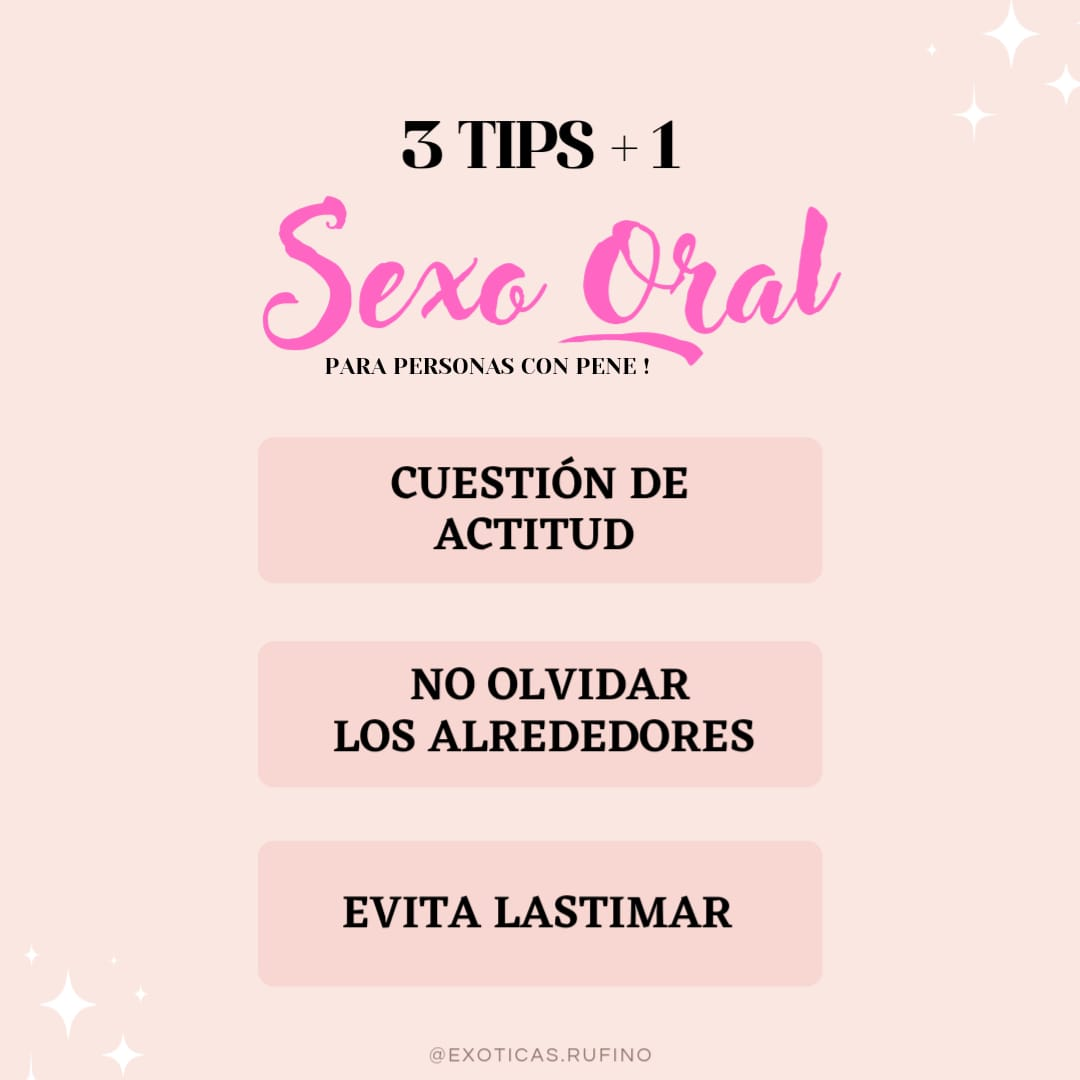 3 TIPS + 1
Sexo Oral
PARA PERSONAS CON PENE !
CUESTIÓN DE
ACTITUD
NO OLVIDAR
LOS ALREDEDORES
EVITA LASTIMAR
@EXOTICAS.RUFINO